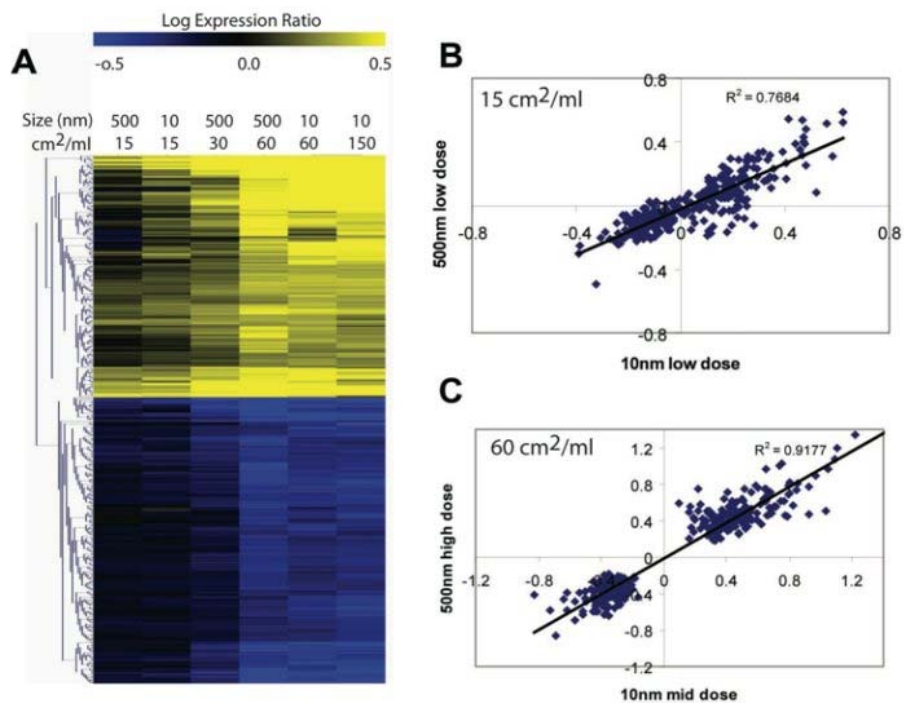 Log Expression Ratio
A
-0.5 0.0 0.5
Size (nm) 500 10 500 500 10 10
cm²/ml 15 15 30 60 60 150
B
15 cm²/ml
R² = 0.7684
0.8
0.4
-0.8 -0.4 0 0.4 0.8
-0.4
-0.8
500nm low dose
10nm low dose
C
60 cm²/ml
R² = 0.9177
1.2
0.8
0.4
0
-1.2 -0.8 -0.4 0 0.4 0.8 1.2
-0.4
-0.8
-1.2
500nm high dose
10nm mid dose